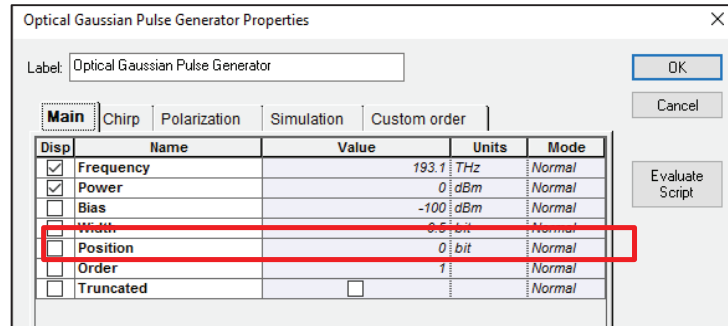 Optical Gaussian Pulse Generator Properties
Label: Optical Gaussian Pulse Generator
OK
Cancel
Evaluate
Script
Main Chirp Polarization Simulation Custom order
Disp Name Value Units Mode
Frequency 193.1 THz Normal
Power 0 dBm Normal
Bias -100 dBm Normal
Width 0.5 bit Normal
Position 0 bit Normal
Order 1 Normal
Truncated Normal